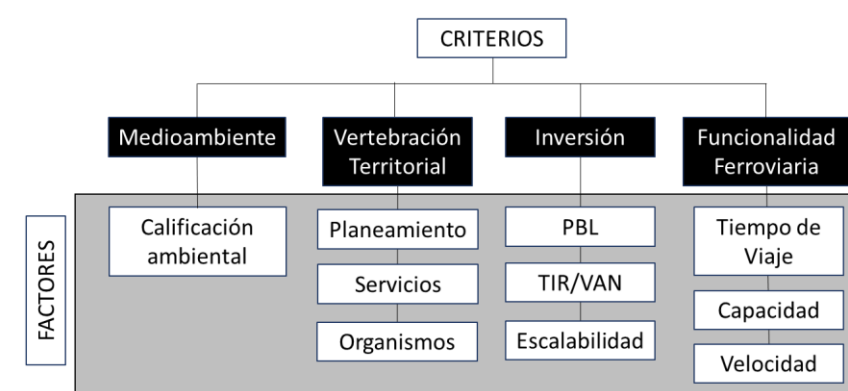 CRITERIOS
Medioambiente
Vertebración
Territorial
Inversión
Funcionalidad
Ferroviaria
FACTORES
Calificación
ambiental
Planeamiento
Servicios
Organismos
PBL
TIR/VAN
Escalabilidad
Tiempo de
Viaje
Capacidad
Velocidad